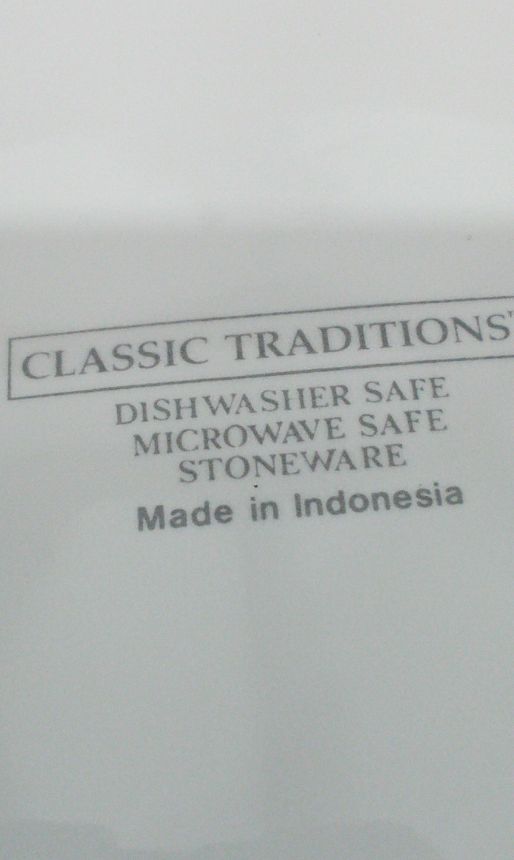 CLASSIC TRADITIONS
DISHWASHER SAFE
MICROWAVE SAFE
STONEWARE
Made in Indonesia